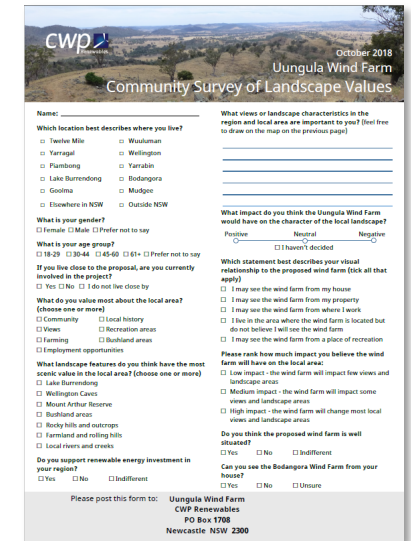 CWP
Renewables
October 2018
Uungula Wind Farm
Community Survey of Landscape Values
Name:
Which location best describes where you live?
Twelve Mile
Wuuluman
Yarragal
Wellington
Piambong
Yarrabin
Lake Burrendong
Bodangora
Goolma
Mudgee
Elsewhere in NSW
Outside NSW
What is your gender?
Female Male Prefer not to say
What is your age group?
18-29 30-44 45-60 61+ Prefer not to say
If you live close to the proposal, are you currently
involved in the project?
Yes No I do not live close by
What do you value most about the local area?
(choose one or more)
Community
Local history
Views
Recreation areas
Farming
Bushland areas
Employment opportunities
What landscape features do you think have the most
scenic value in the local area? (choose one or more)
Lake Burrendong
Wellington Caves
Mount Arthur Reserve
Bushland areas
Rocky hills and outcrops
Farmland and rolling hills
Local rivers and creeks
Do you support renewable energy investment in
your region?
Yes No Indifferent
What views or landscape characteristics in the
region and local area are important to you? (feel free
to draw on the map on the previous page)
What impact do you think the Uungula Wind Farm
would have on the character of the local landscape?
Positive Neutral Negative
I haven't decided
Which statement best describes your visual
relationship to the proposed wind farm (tick all that
apply)
I may see the wind farm from my house
I may see the wind farm from my property
I may see the wind farm from where I work
I live in the area where the wind farm is located but
do not believe I will see the wind farm
I may see the wind farm from a place of recreation
Please rank how much impact you believe the wind
farm will have on the local area:
Low impact - the wind farm will impact few views and
landscape areas
Medium impact - the wind farm will impact some
views and landscape areas
High impact - the wind farm will change most local
views and landscape areas
Do you think the proposed wind farm is well
situated?
Yes No Indifferent
Can you see the Bodangora Wind Farm from your
house?
Yes No Unsure
Please post this form to: Uungula Wind Farm
CWP Renewables
PO Box 1708
Newcastle NSW 2300